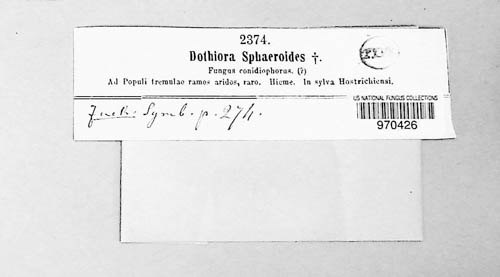 2374.
Dothiora Sphaeroides †.
Fungus conidiophorus. (?)
Ad Populi tremulae ramos aridos, raro. Hieme. In sylva Hostrichiensi.
US NATIONAL FUNGUS COLLECTIONS
970426
Fuck: Symb. p. 274.